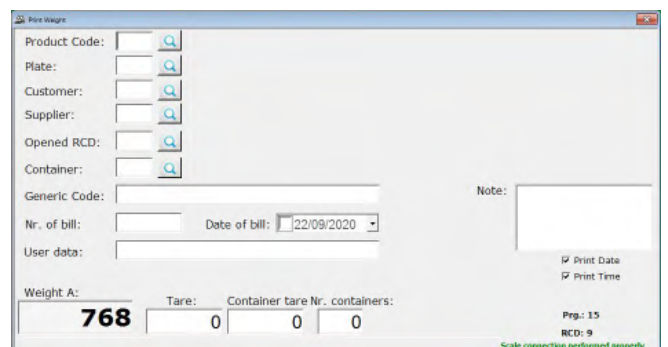 Print Weight
Product Code:
Plate:
Customer:
Supplier:
Opened RCD:
Container:
Generic Code:
Note:
Nr. of bill:
Date of bill: 22/09/2020
User data:
Print Date
Print Time
Weight A:
Tare:
Container tare
Nr. containers:
768
0
0
0
Prg.: 15
RCD: 9
Scale connection performed properly